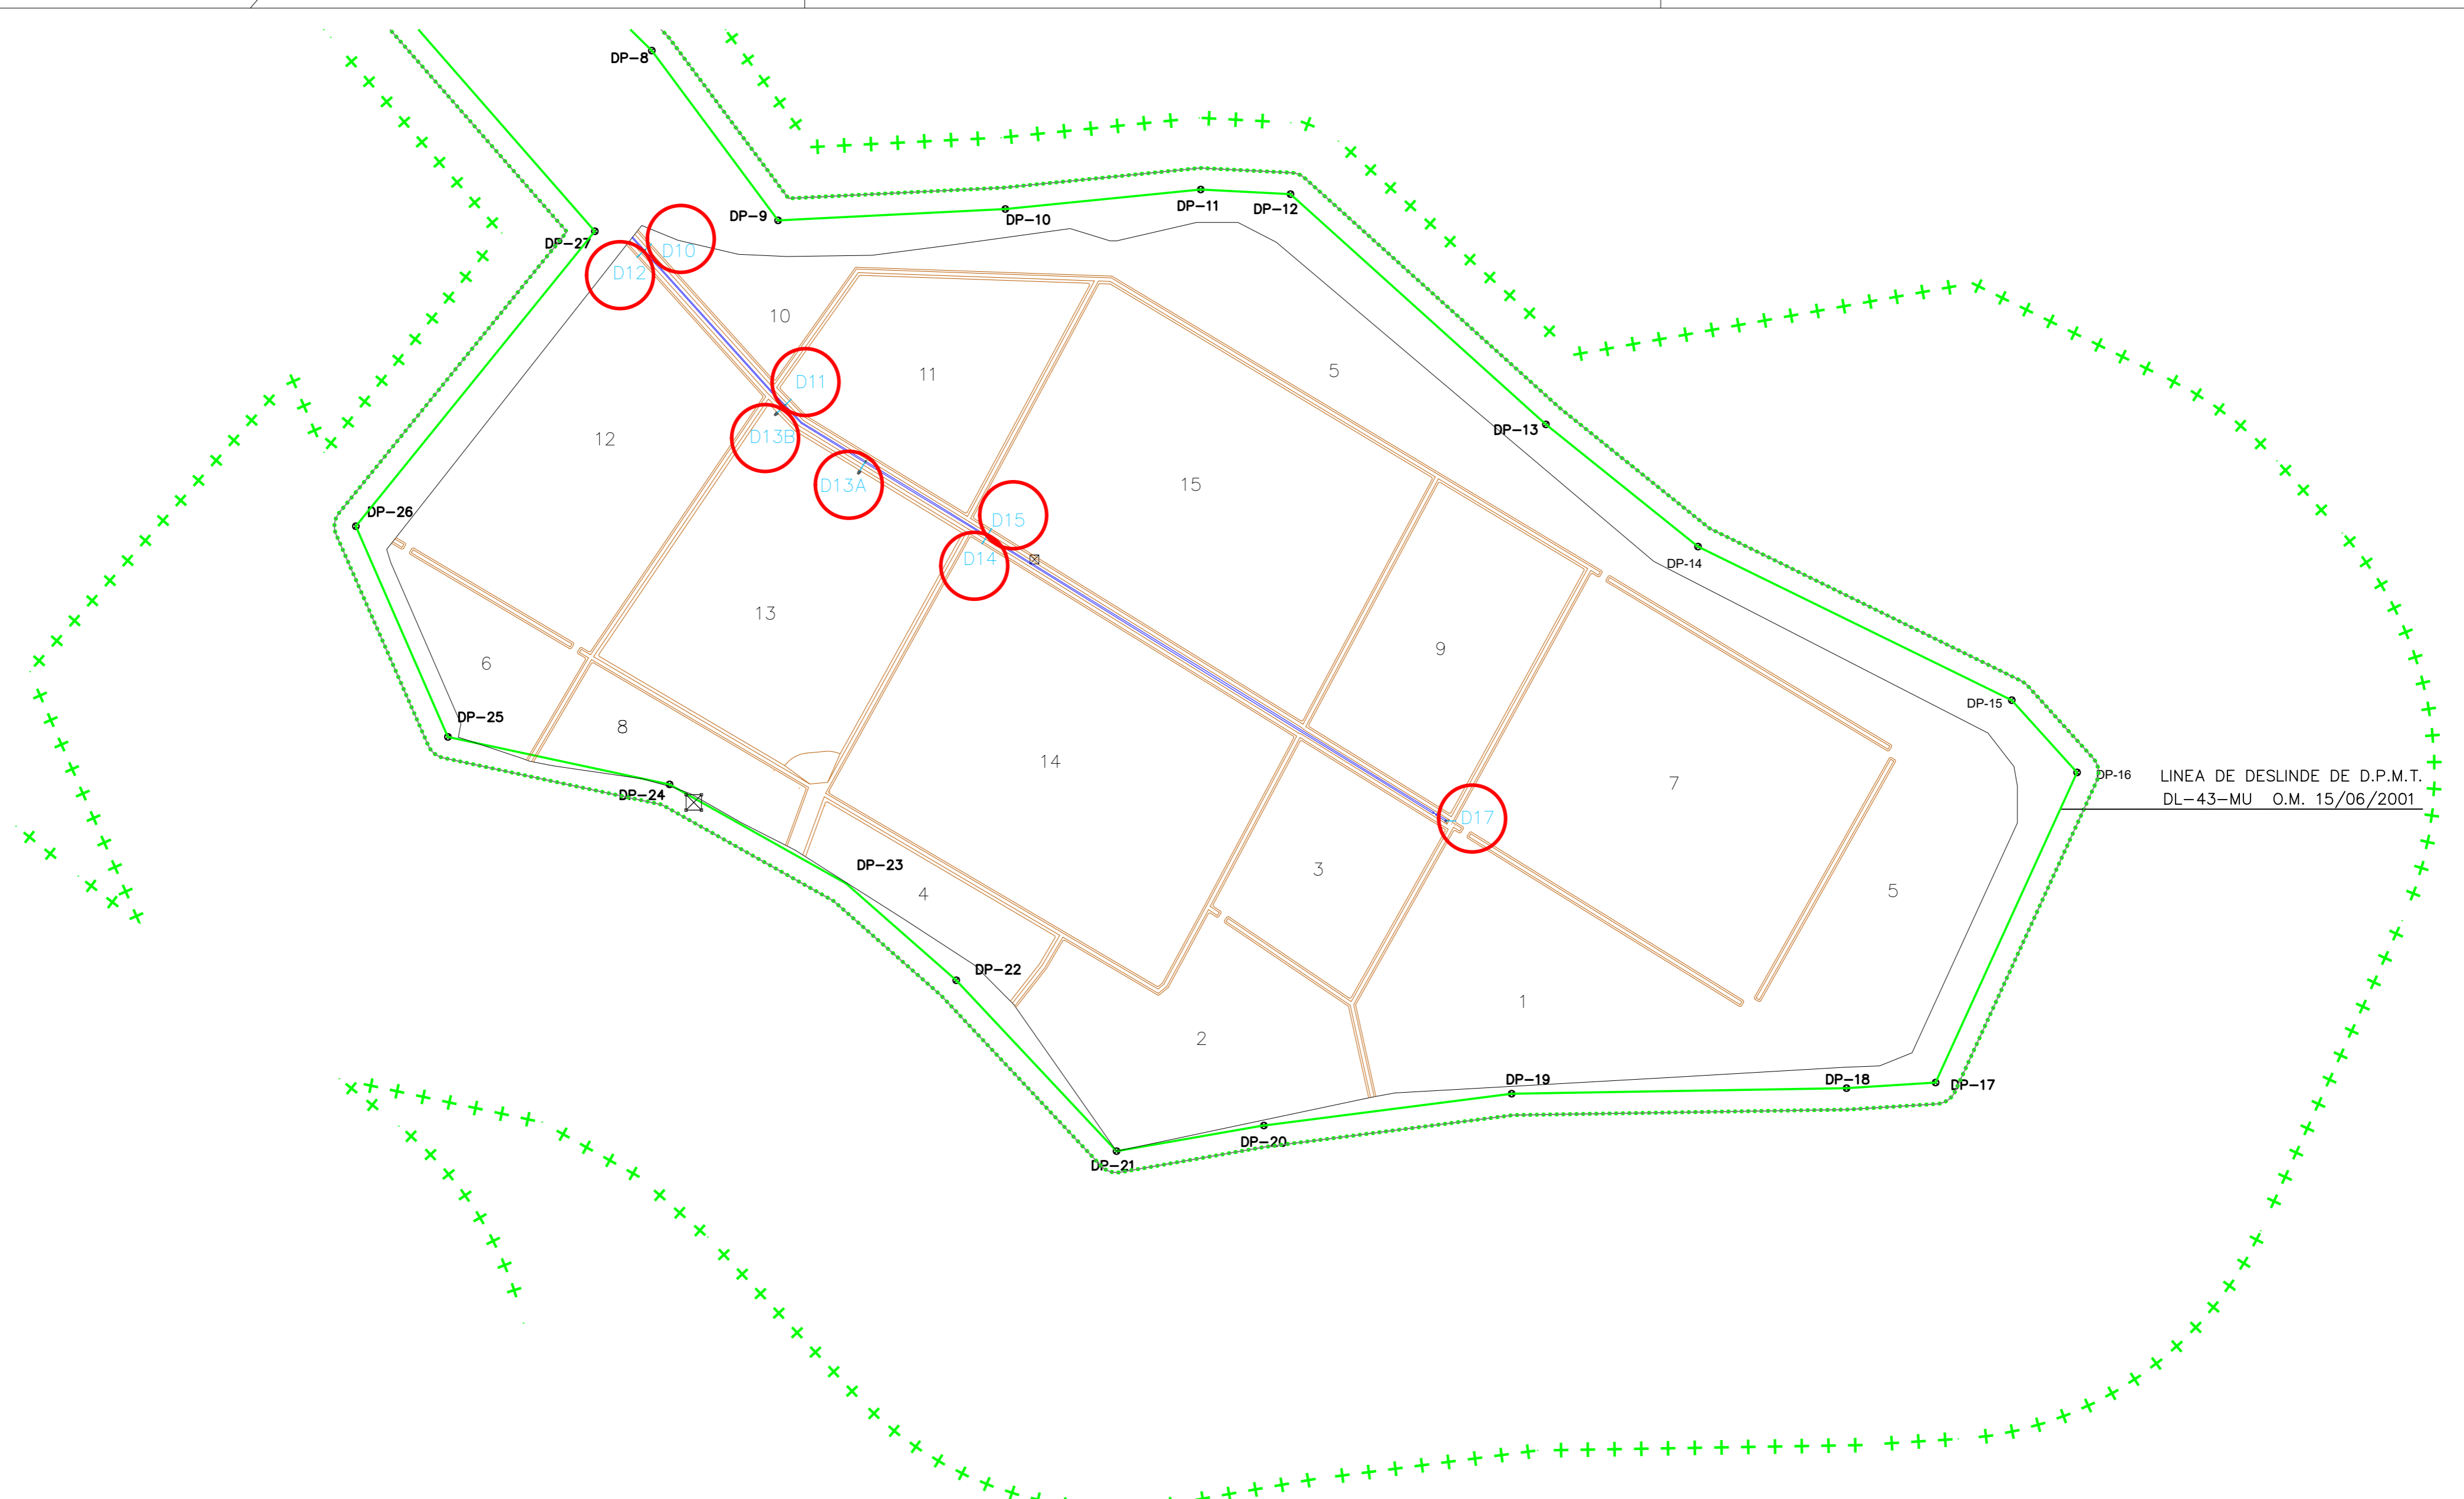 DP-8
DP-9
DP-10
DP-11
DP-12
DP-27
D10
D12
10
5
11
D11
12
D13B
DP-13
D13A
15
DP-26
D15
D14
DP-14
13
9
6
DP-15
DP-25
8
14
7
DP-16
LINEA DE DESLINDE DE D.P.M.T.
DL-43-MU O.M. 15/06/2001
DP-24
D17
DP-23
3
4
5
DP-22
1
2
DP-19
DP-18
DP-17
DP-20
DP-21